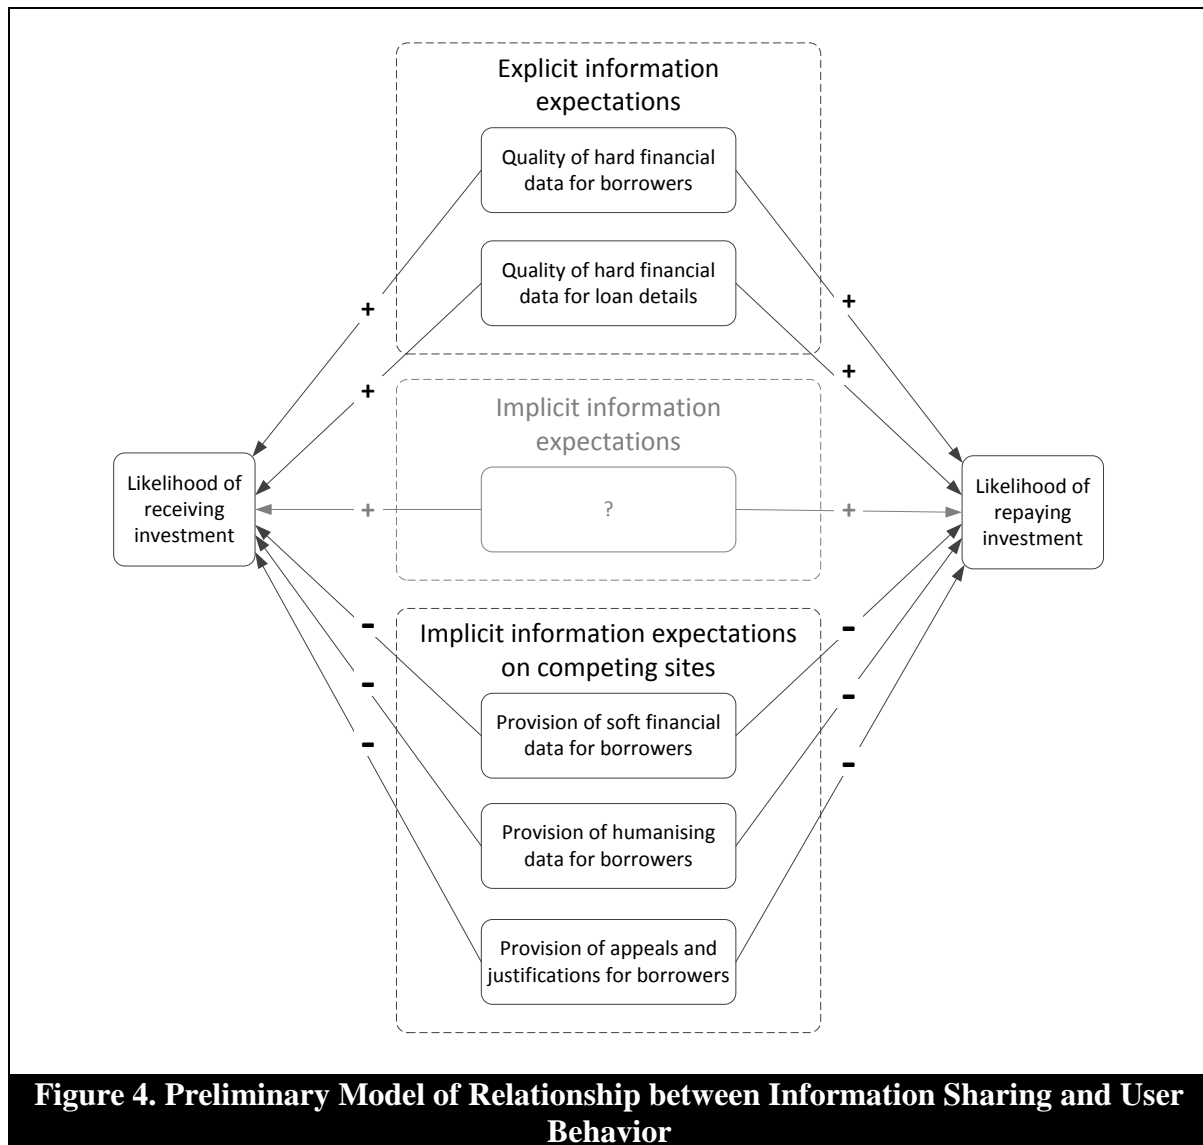 Explicit information
expectations
Quality of hard financial
data for borrowers
Quality of hard financial
data for loan details
+
+
+
+
Implicit information
expectations
?
+
+
Likelihood of
receiving
investment
Likelihood of
repaying
investment
Implicit information expectations
on competing sites
-
-
-
-
-
-
Provision of soft financial
data for borrowers
Provision of humanising
data for borrowers
Provision of appeals and
justifications for borrowers
Figure 4. Preliminary Model of Relationship between Information Sharing and User
Behavior